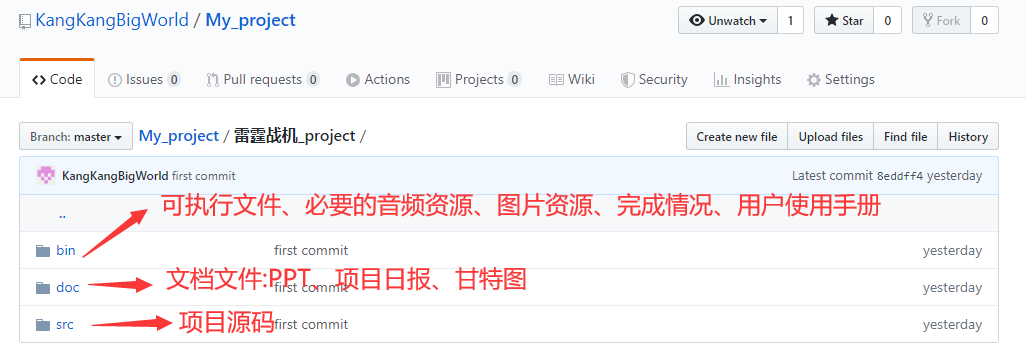 KangKangBigWorld / My_project
Unwatch 1 Star 0 Fork 0
Code Issues 0 Pull requests 0 Actions Projects 0 Wiki Security Insights Settings
Branch: master My_project / 雷霆战机_project / Create new file Upload files Find file History
KangKangBigWorld first commit Latest commit 8eddff4 yesterday
.. 可执行文件、必要的音频资源、图片资源、完成情况、用户使用手册
bin first commit yesterday
doc 文档文件:PPT、项目日报、甘特图 first commit yesterday
src 项目源码 first commit yesterday